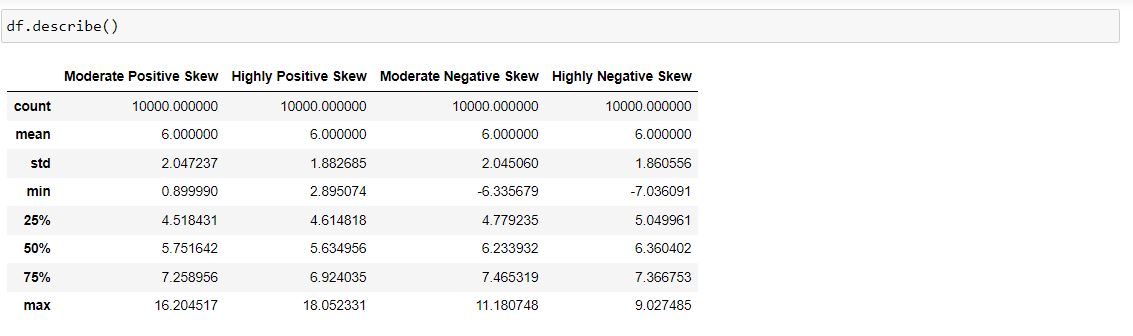 df.describe()
Moderate Positive Skew Highly Positive Skew Moderate Negative Skew Highly Negative Skew
count 10000.000000 10000.000000 10000.000000 10000.000000
mean 6.000000 6.000000 6.000000 6.000000
std 2.047237 1.882685 2.045060 1.860556
min 0.899990 2.895074 -6.335679 -7.036091
25% 4.518431 4.614818 4.779235 5.049961
50% 5.751642 5.634956 6.233932 6.360402
75% 7.258956 6.924035 7.465319 7.366753
max 16.204517 18.052331 11.180748 9.027485